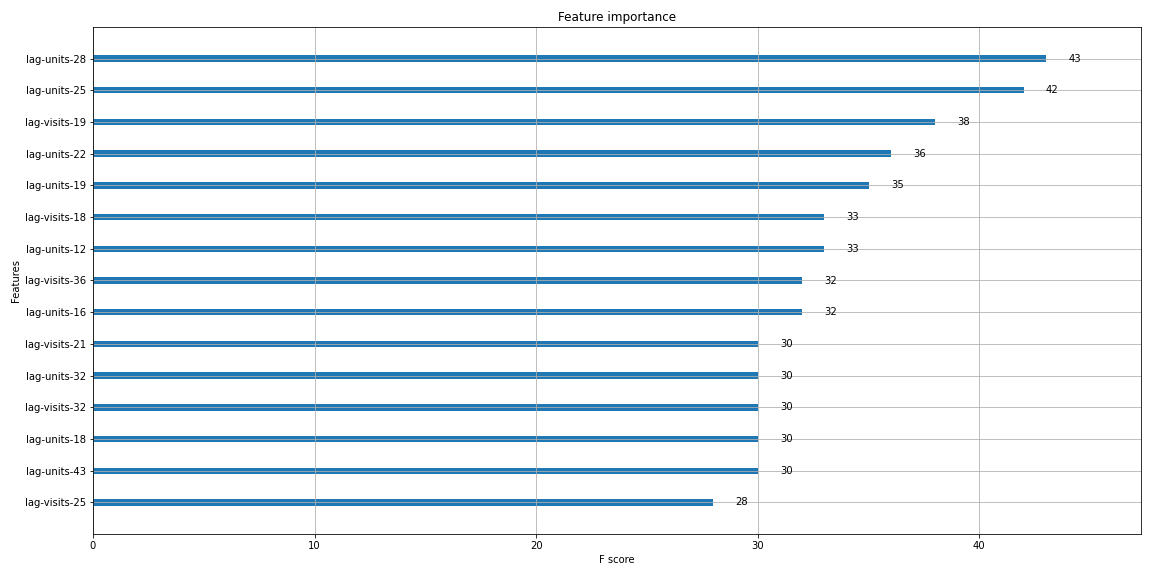 Feature importance
lag-units-28 43
lag-units-25 42
lag-visits-19 38
lag-units-22 36
lag-units-19 35
lag-visits-18 33
lag-units-12 33
lag-visits-36 32
lag-units-16 32
lag-visits-21 30
lag-units-32 30
lag-visits-32 30
lag-units-18 30
lag-units-43 30
lag-visits-25 28
Features
0 10 20 30 40
F score